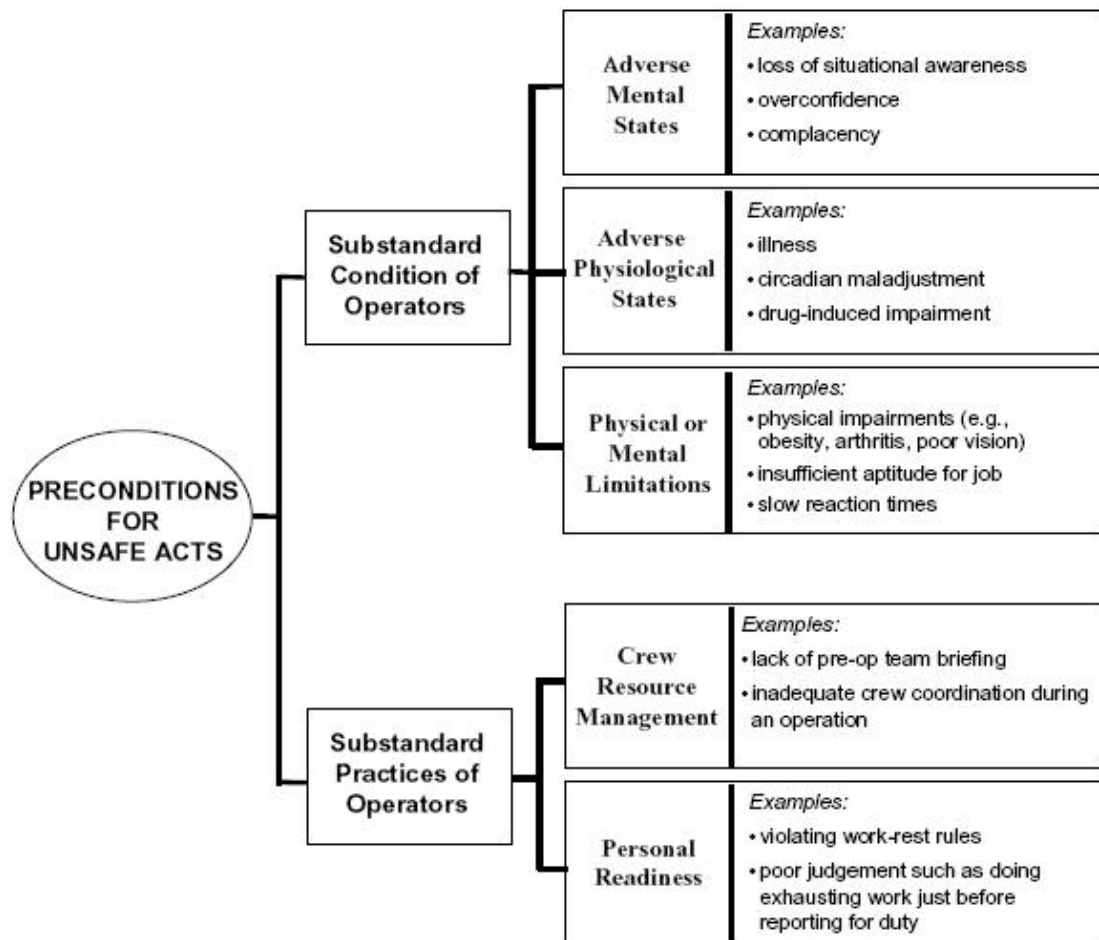 PRECONDITIONS
FOR
UNSAFE ACTS
Substandard
Condition of
Operators
Adverse
Mental
States
Examples:
• loss of situational awareness
• overconfidence
• complacency
Adverse
Physiological
States
Examples:
• illness
• circadian maladjustment
• drug-induced impairment
Physical or
Mental
Limitations
Examples:
• physical impairments (e.g.,
obesity, arthritis, poor vision)
• insufficient aptitude for job
• slow reaction times
Substandard
Practices of
Operators
Crew
Resource
Management
Examples:
• lack of pre-op team briefing
• inadequate crew coordination during
an operation
Personal
Readiness
Examples:
• violating work-rest rules
• poor judgement such as doing
exhausting work just before
reporting for duty